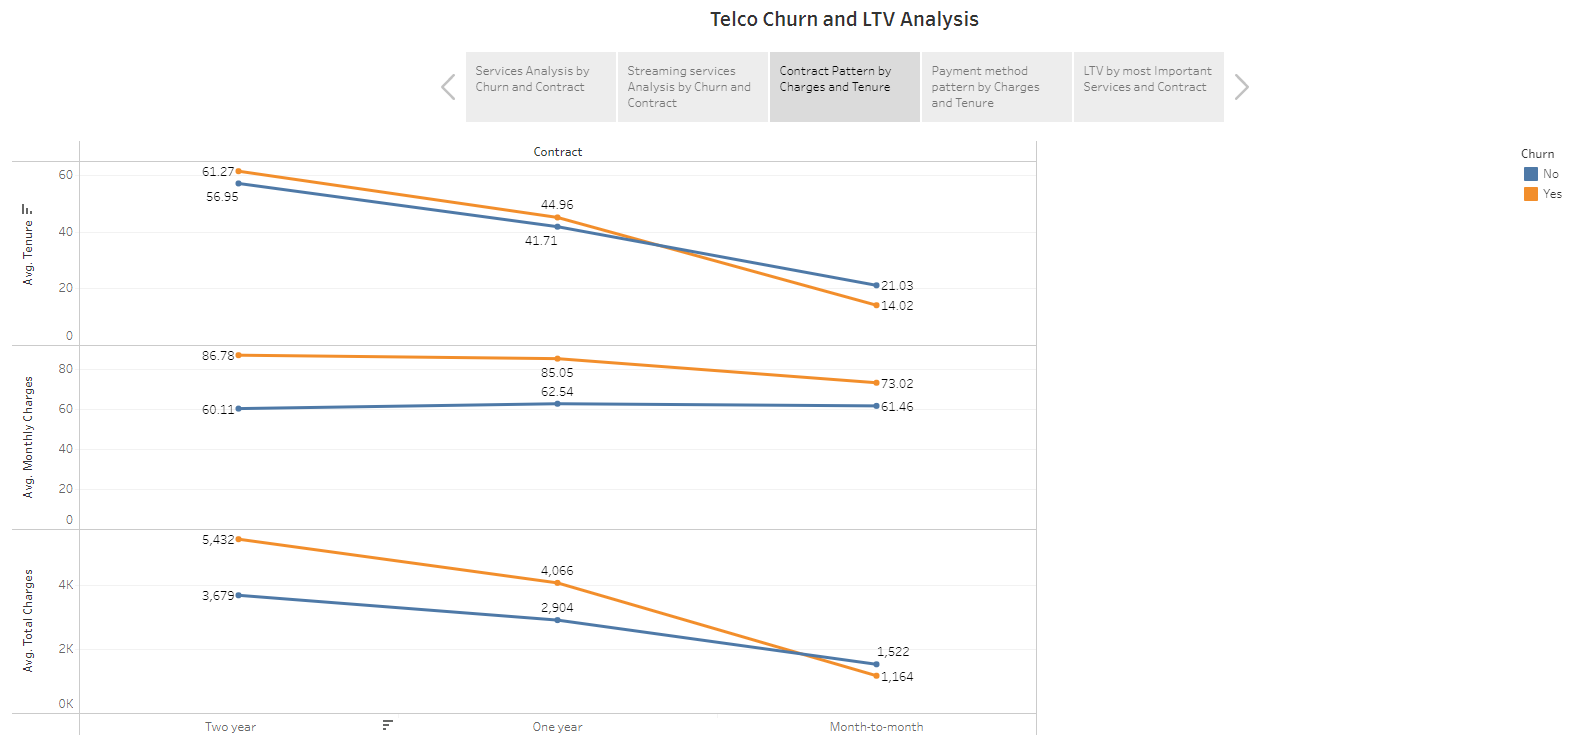 Telco Churn and LTV Analysis
Services Analysis by
Churn and Contract
Streaming services
Analysis by Churn and
Contract
Contract Pattern by
Charges and Tenure
Payment method
pattern by Charges
and Tenure
LTV by most Important
Services and Contract
Contract
Churn
No
Yes
Avg. Tenure
60
40
20
0
61.27
56.95
44.96
41.71
21.03
14.02
Avg. Monthly Charges
80
60
40
20
0
86.78
60.11
85.05
62.54
73.02
61.46
Avg. Total Charges
4K
2K
0K
5,432
3,679
4,066
2,904
1,522
1,164
Two year
One year
Month-to-month